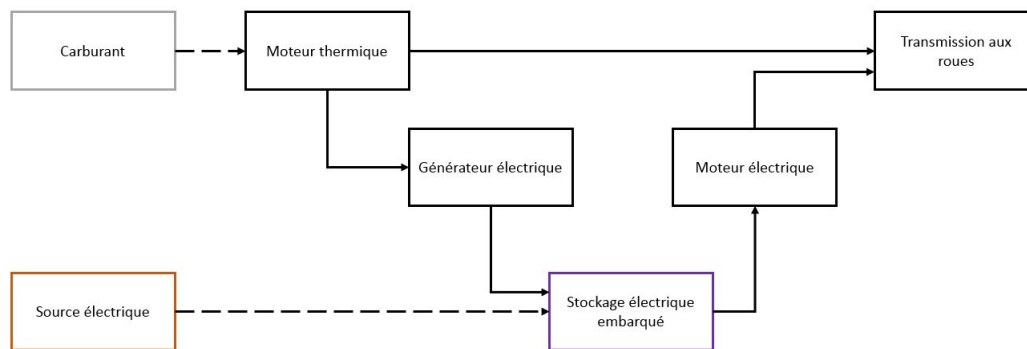 Carburant
Moteur thermique
Transmission aux
roues
Générateur électrique
Moteur électrique
Source électrique
Stockage électrique
embarqué